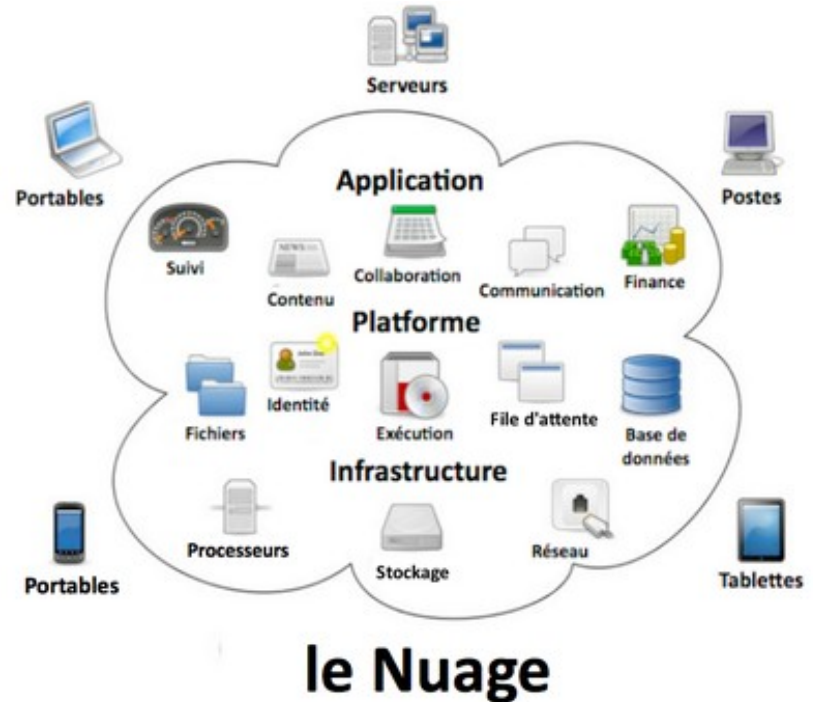 Serveurs
Portables
Postes
Application
Suivi
Contenu
Collaboration
Communication
Finance
Platforme
Fichiers
Identité
Exécution
File d'attente
Base de
données
Infrastructure
Processeurs
Stockage
Réseau
Portables
Tablettes
le Nuage